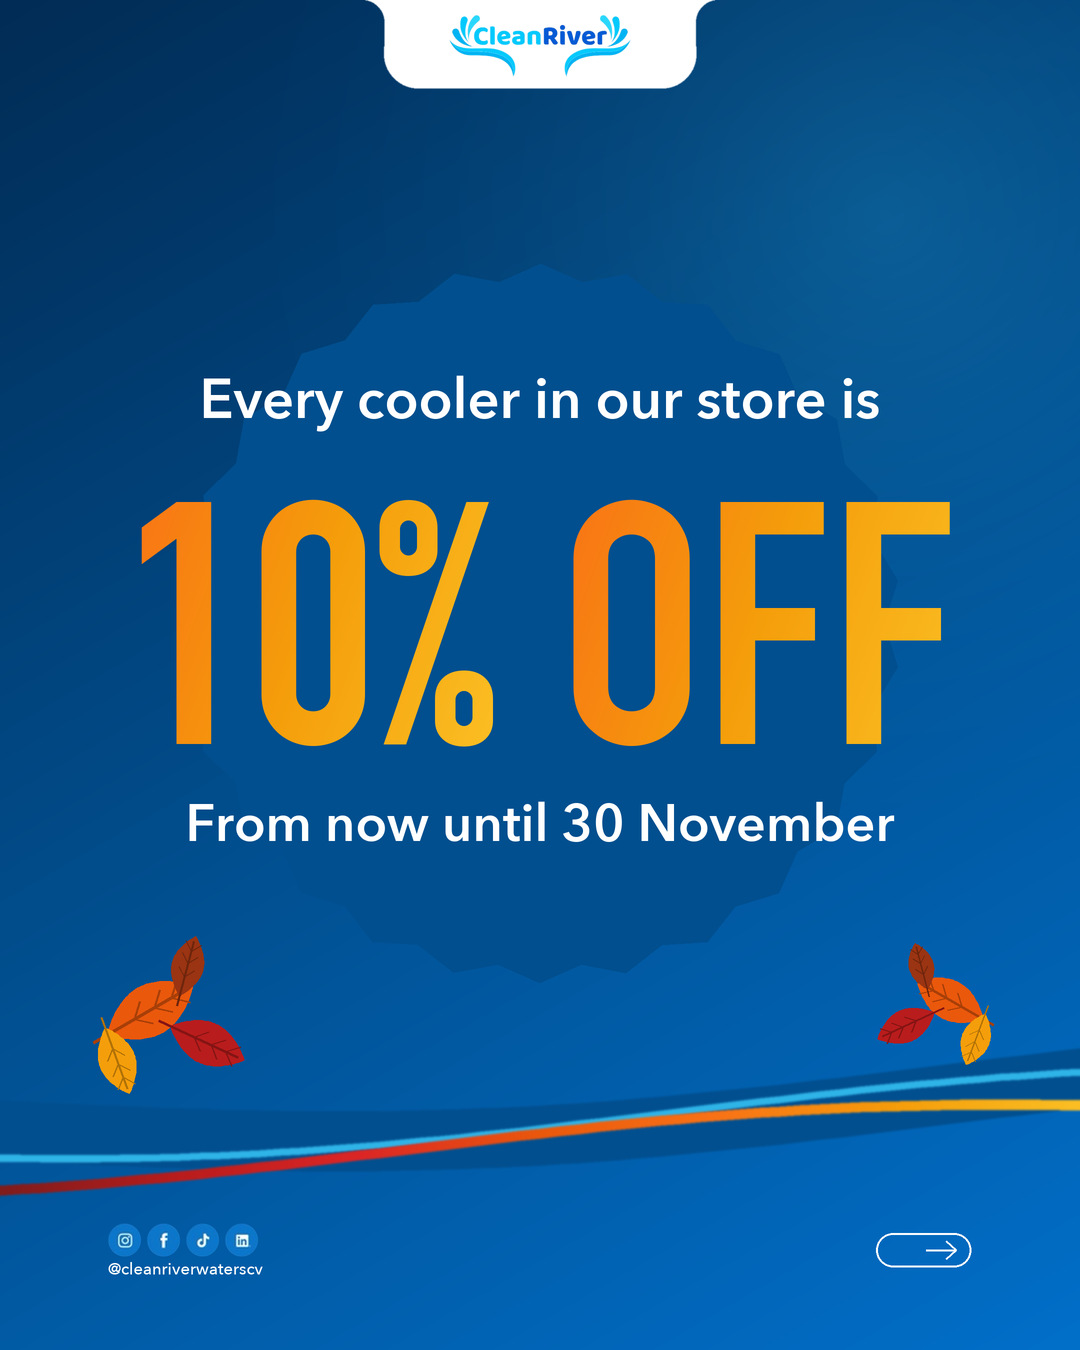 CleanRiver
Every cooler in our store is
10% OFF
From now until 30 November
@cleanriverwaterscv